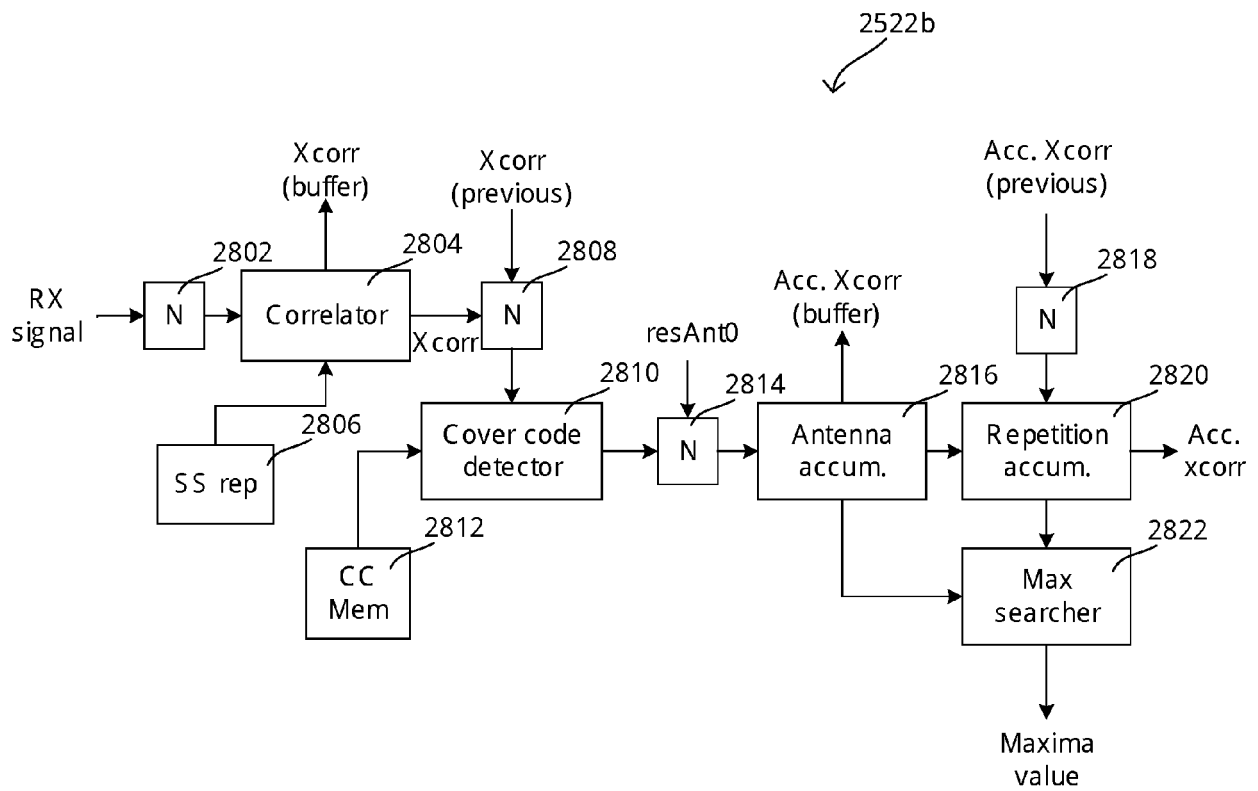 2522b
Xcorr
(buffer)
Xcorr
(previous)
Acc. Xcorr
(previous)
2802
2804
2808
2818
RX
signal
N
Correlator
Xcorr
N
Acc. Xcorr
(buffer)
N
resAnt0
2806
2810
2814
2816
2820
SS rep
Cover code
detector
N
Antenna
accum.
Repetition
accum.
Acc.
xcorr
2812
2822
CC
Mem
Max
searcher
Maxima
value